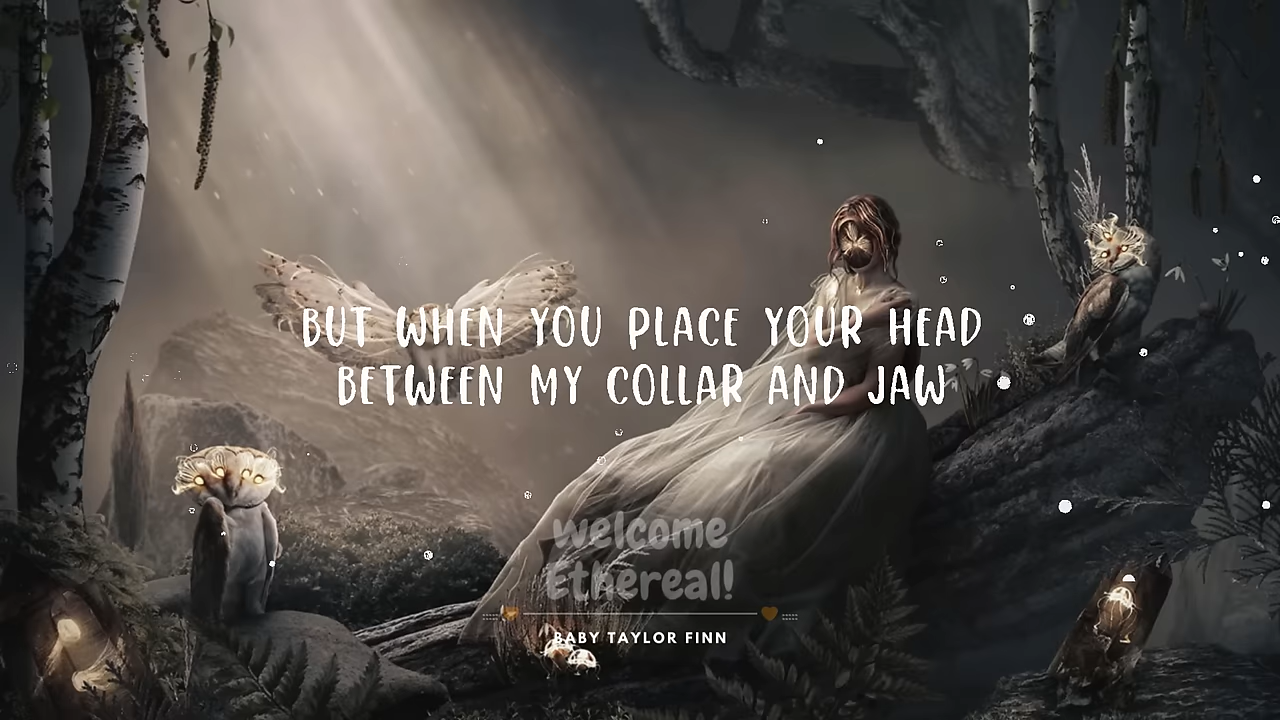 BUT WHEN YOU PLACE YOUR HEAD
BETWEEN MY COLLAR AND JAW
welcome
Ethereal!
BABY TAYLOR FINN